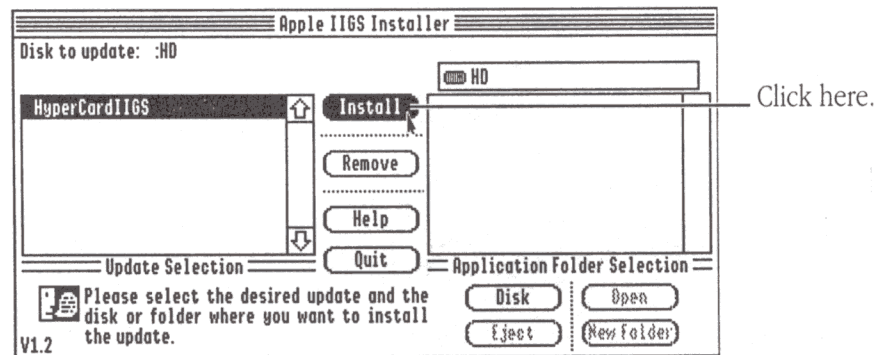 Apple IIGS Installer
Disk to update: :HD
HD
HyperCardIIGS
Install
Click here.
Remove
Help
Quit
Update Selection
Application Folder Selection
Please select the desired update and the
disk or folder where you want to install
the update.
V1.2
Disk
Open
Eject
New Folder